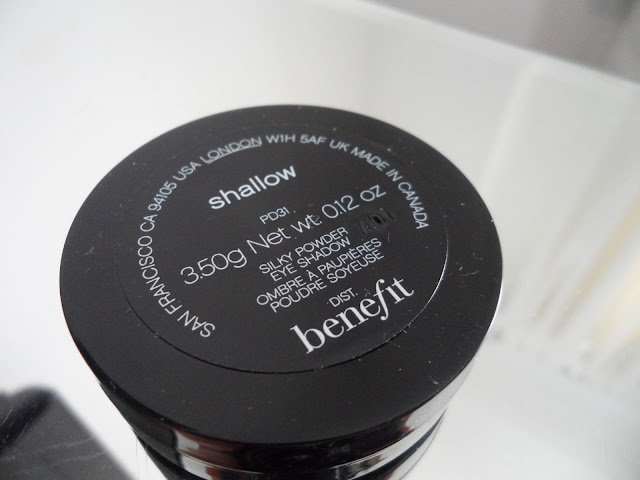 SAN FRANCISCO CA 94105 USA LONDON W1H 5AF UK MADE IN CANADA
shallow
PD31
3.50g Net wt. 0.12 oz
SILKY POWDER
EYE SHADOW
OMBRE À PAUPIÈRES
POUDRE SOYEUSE
DIST.
benefit